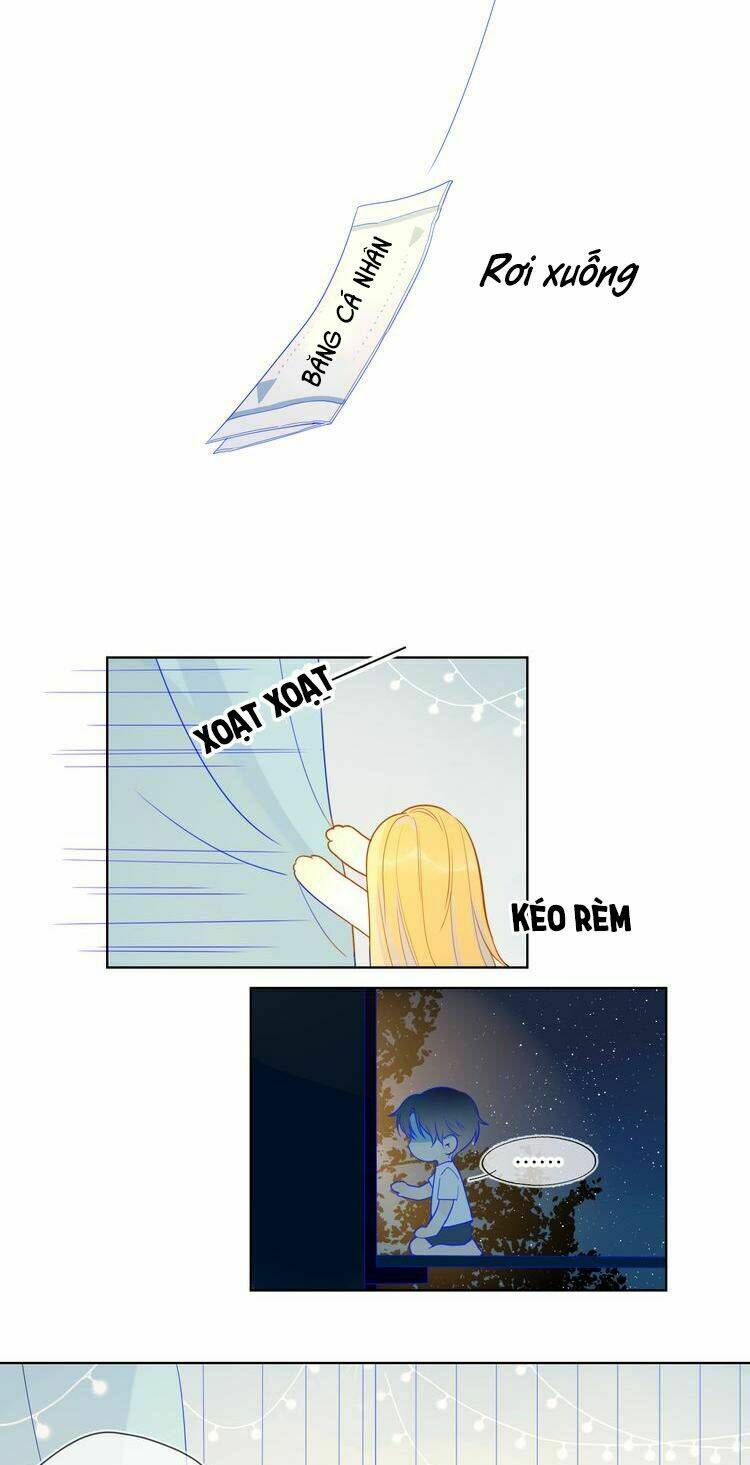 BĂNG CÁ NHÂN
Rơi xuống
XOẠT XOẠT
KÉO RÈM
......